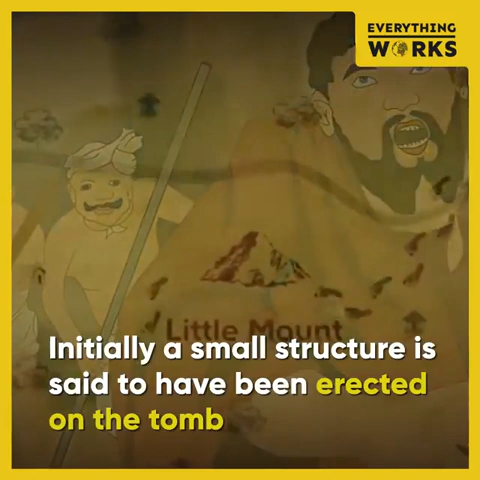 EVERYTHING
WORKS
Little Mount
Initially a small structure is
said to have been erected
on the tomb